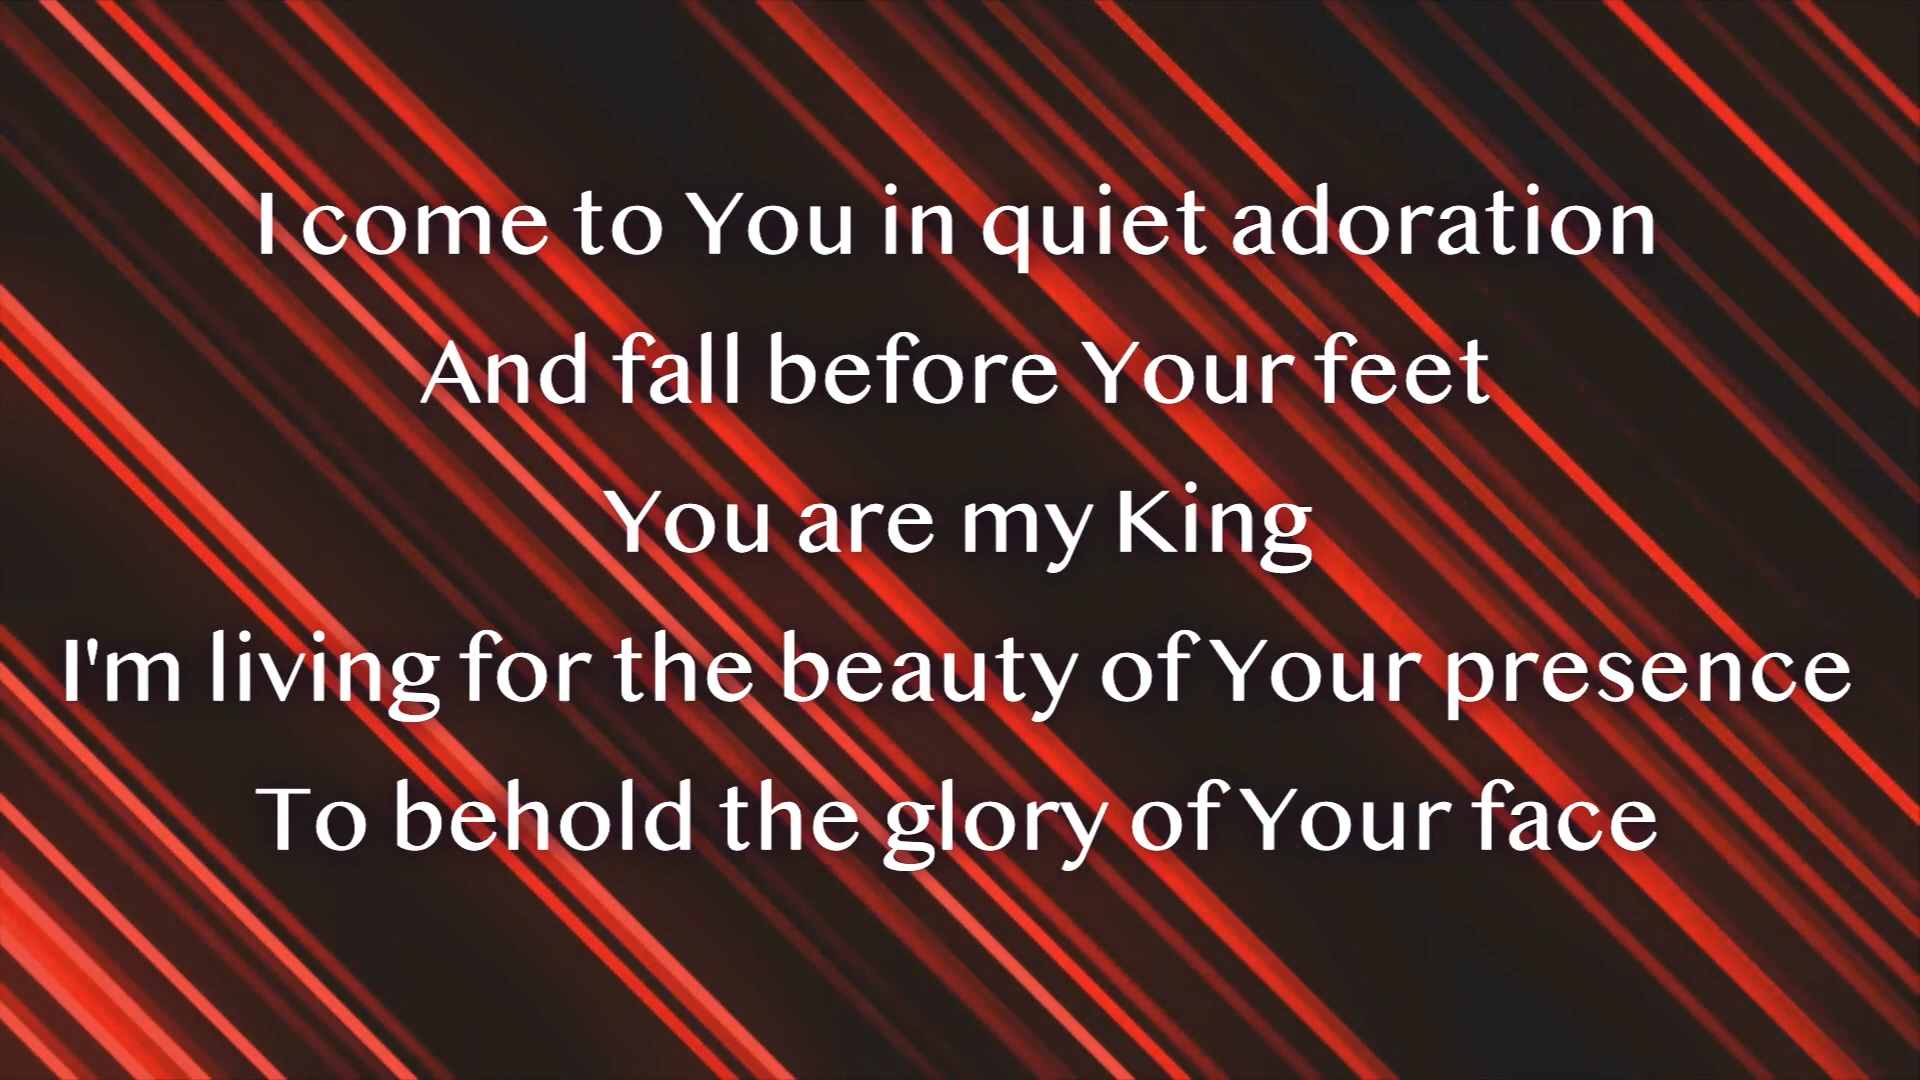 I come to You in quiet adoration
And fall before Your feet
You are my King
I'm living for the beauty of Your presence
To behold the glory of Your face